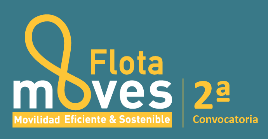 Flota
moves
Movilidad Eficiente & Sostenible
2ª
Convocatoria